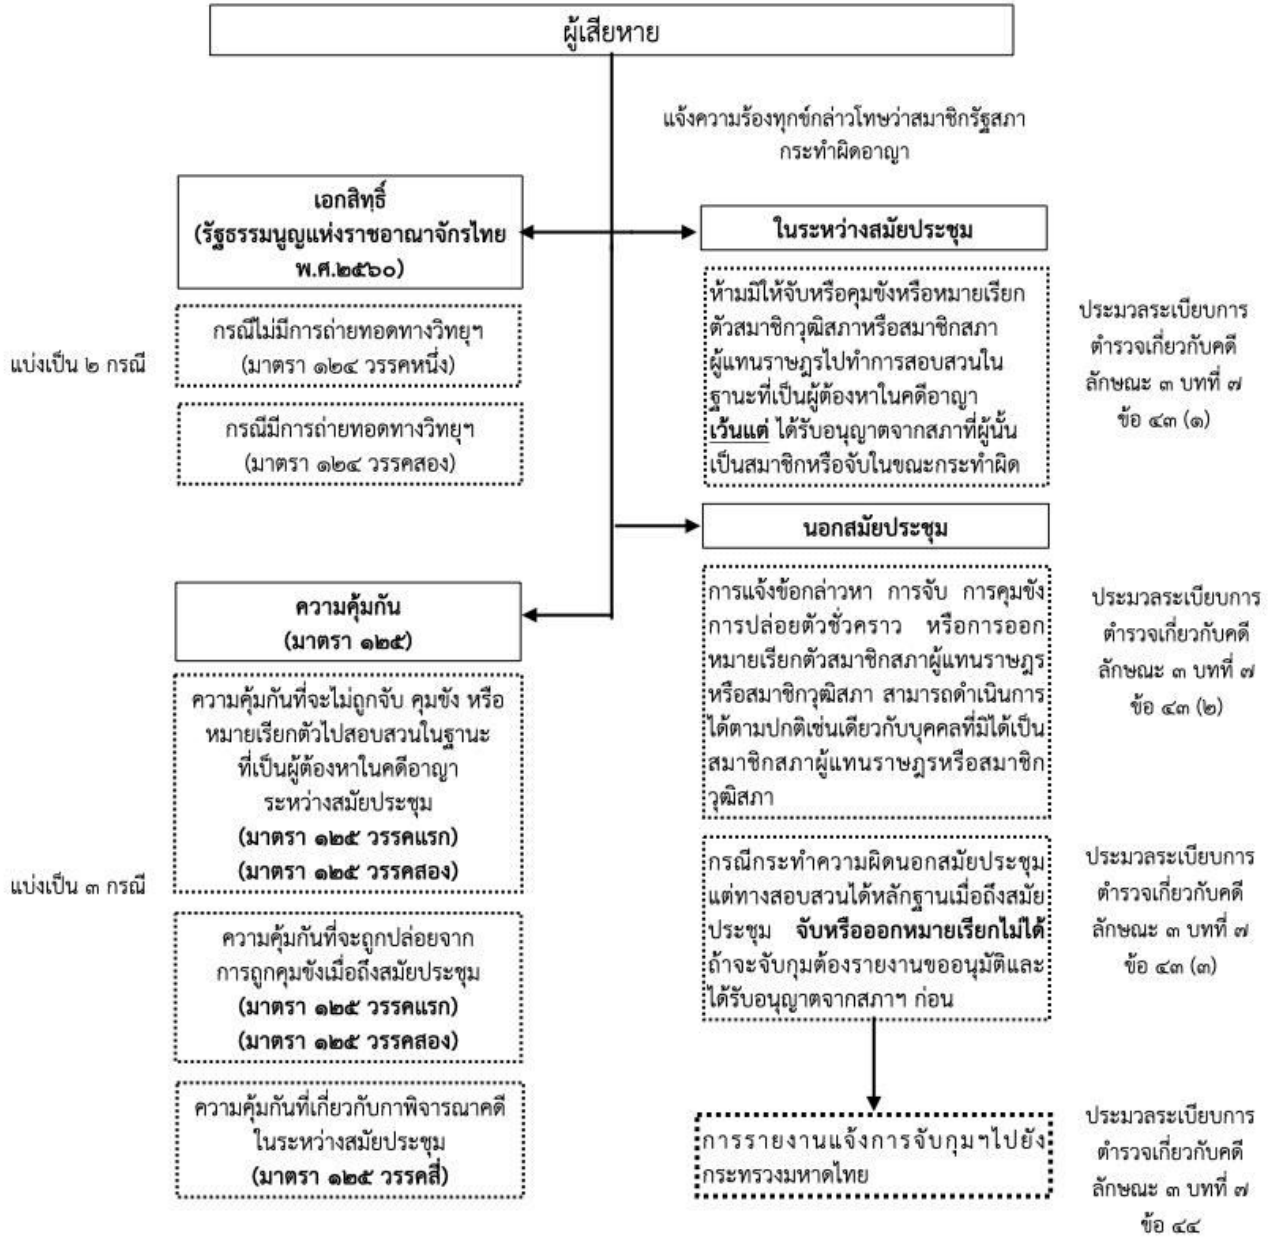 ผู้เสียหาย
แจ้งความร้องทุกข์กล่าวโทษว่าสมาชิกรัฐสภา
กระทำผิดอาญา
เอกสิทธิ์
(รัฐธรรมนูญแห่งราชอาณาจักรไทย
พ.ศ.๒๕๖๐)
แบ่งเป็น ๒ กรณี
กรณีไม่มีการถ่ายทอดทางวิทยุฯ
(มาตรา ๑๒๔ วรรคหนึ่ง)
กรณีมีการถ่ายทอดทางวิทยุฯ
(มาตรา ๑๒๔ วรรคสอง)
ในระหว่างสมัยประชุม
ห้ามมิให้จับหรือคุมขังหรือหมายเรียก
ตัวสมาชิกวุฒิสภาหรือสมาชิกสภา
ผู้แทนราษฎรไปทำการสอบสวนใน
ฐานะที่เป็นผู้ต้องหาในคดีอาญา
เว้นแต่ ได้รับอนุญาตจากสภาที่ผู้นั้น
เป็นสมาชิกหรือจับในขณะกระทำผิด
ประมวลระเบียบการ
ตำรวจเกี่ยวกับคดี
ลักษณะ ๓ บทที่ ๗
ข้อ ๔๓ (๑)
นอกสมัยประชุม
การแจ้งข้อกล่าวหา การจับ การคุมขัง
การปล่อยตัวชั่วคราว หรือการออก
หมายเรียกตัวสมาชิกสภาผู้แทนราษฎร
หรือสมาชิกวุฒิสภา สามารถดำเนินการ
ได้ตามปกติเช่นเดียวกับบุคคลที่มิได้เป็น
สมาชิกสภาผู้แทนราษฎรหรือสมาชิก
วุฒิสภา
ประมวลระเบียบการ
ตำรวจเกี่ยวกับคดี
ลักษณะ ๓ บทที่ ๗
ข้อ ๔๓ (๒)
ความคุ้มกัน
(มาตรา ๑๒๕)
แบ่งเป็น ๓ กรณี
ความคุ้มกันที่จะไม่ถูกจับ คุมขัง หรือ
หมายเรียกตัวไปสอบสวนในฐานะ
ที่เป็นผู้ต้องหาในคดีอาญา
ระหว่างสมัยประชุม
(มาตรา ๑๒๕ วรรคแรก)
(มาตรา ๑๒๕ วรรคสอง)
ความคุ้มกันที่จะถูกปล่อยจาก
การถูกคุมขังเมื่อถึงสมัยประชุม
(มาตรา ๑๒๕ วรรคแรก)
(มาตรา ๑๒๕ วรรคสอง)
ความคุ้มกันที่เกี่ยวกับกาพิจารณาคดี
ในระหว่างสมัยประชุม
(มาตรา ๑๒๕ วรรคสี่)
กรณีกระทำความผิดนอกสมัยประชุม
แต่ทางสอบสวนได้หลักฐานเมื่อถึงสมัย
ประชุม จับหรือออกหมายเรียกไม่ได้
ถ้าจะจับกุมต้องรายงานขออนุมัติและ
ได้รับอนุญาตจากสภาฯ ก่อน
ประมวลระเบียบการ
ตำรวจเกี่ยวกับคดี
ลักษณะ ๓ บทที่ ๗
ข้อ ๔๓ (๓)
การรายงานแจ้งการจับกุมฯไปยัง
กระทรวงมหาดไทย
ประมวลระเบียบการ
ตำรวจเกี่ยวกับคดี
ลักษณะ ๓ บทที่ ๗
ข้อ ๔๔